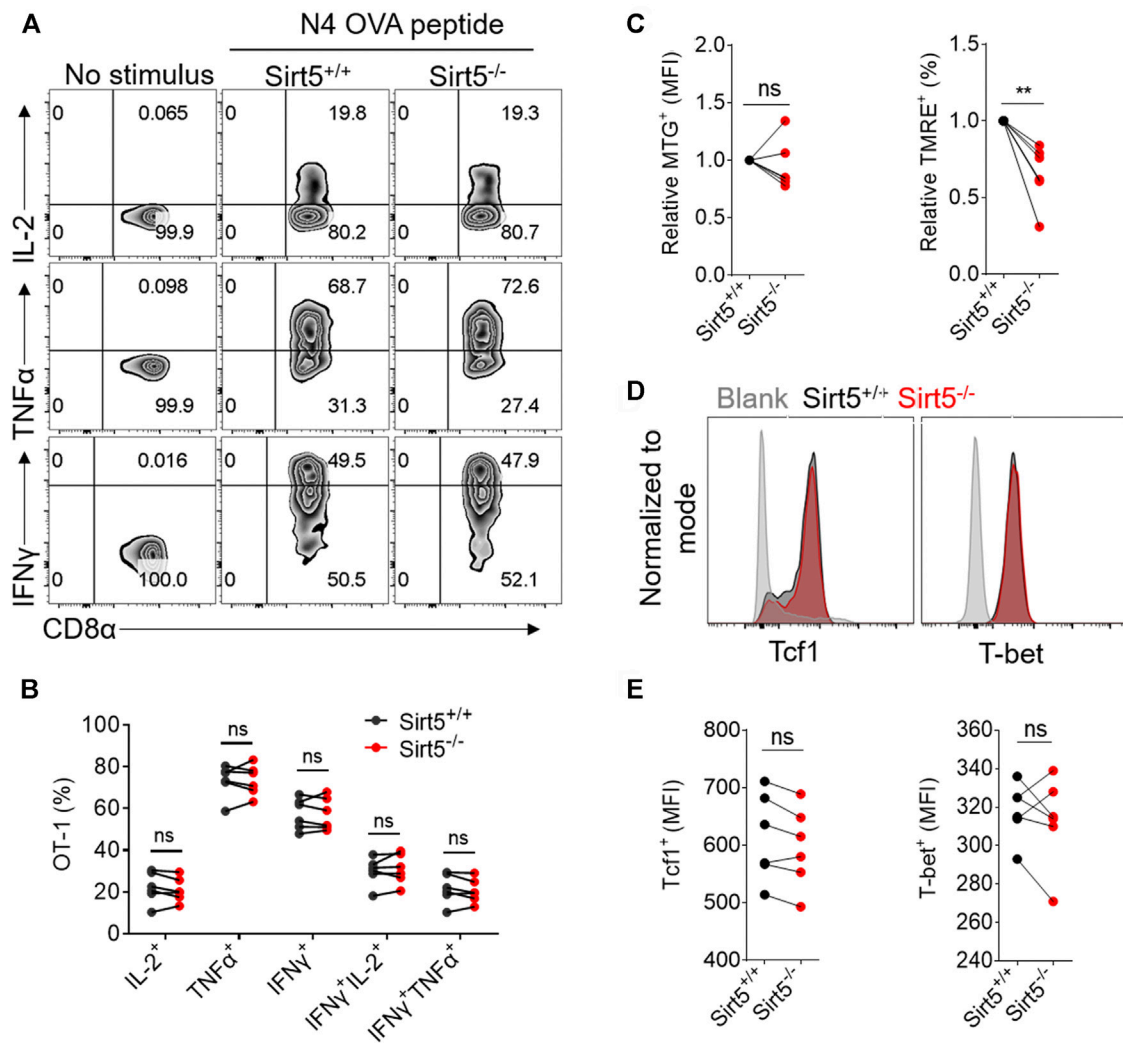 A
N4 OVA peptide
No stimulus Sirt5+/+ Sirt5-/-
0 0.065 0 19.8 0 19.3
IL-2
0 99.9 0 80.2 0 80.7
0 0.098 0 68.7 0 72.6
TNFα
0 99.9 0 31.3 0 27.4
0 0.016 0 49.5 0 47.9
IFNγ
0 100.0 0 50.5 0 52.1
CD8α
B
OT-1 (%)
100
80
60
40
20
0
ns ns ns ns ns
Sirt5+/+
Sirt5-/-
IL-2+
TNFα+
IFNγ+
IFNγ+IL-2+
IFNγ+TNFα+
C
Relative MTG+ (MFI)
2.0
1.5
1.0
0.5
0.0
ns
Sirt5+/+
Sirt5-/-
Relative TMRE+ (%)
1.5
1.0
0.5
0.0
**
Sirt5+/+
Sirt5-/-
D
Blank Sirt5+/+ Sirt5-/-
Normalized to
mode
Tcf1 T-bet
E
Tcf1+ (MFI)
800
700
600
500
400
ns
Sirt5+/+
Sirt5-/-
T-bet+ (MFI)
360
340
320
300
280
260
240
ns
Sirt5+/+
Sirt5-/-